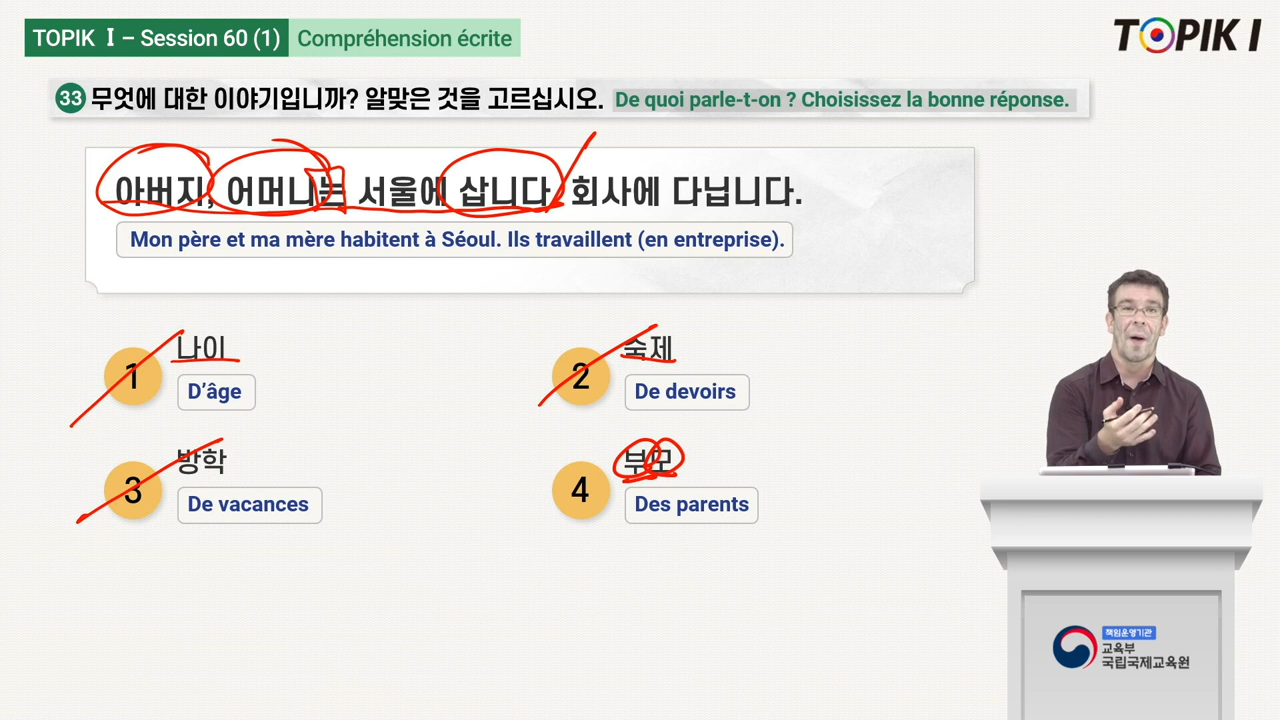 TOPIK I – Session 60 (1) Compréhension écrite
TOPIK I
33 무엇에 대한 이야기입니까? 알맞은 것을 고르십시오. De quoi parle-t-on ? Choisissez la bonne réponse.
아버지, 어머니는 서울에 삽니다. 회사에 다닙니다.
Mon père et ma mère habitent à Séoul. Ils travaillent (en entreprise).
1 나이
D'âge
2 숙제
De devoirs
3 방학
De vacances
4 부모
Des parents
책임운영기관
교육부
국립국제교육원